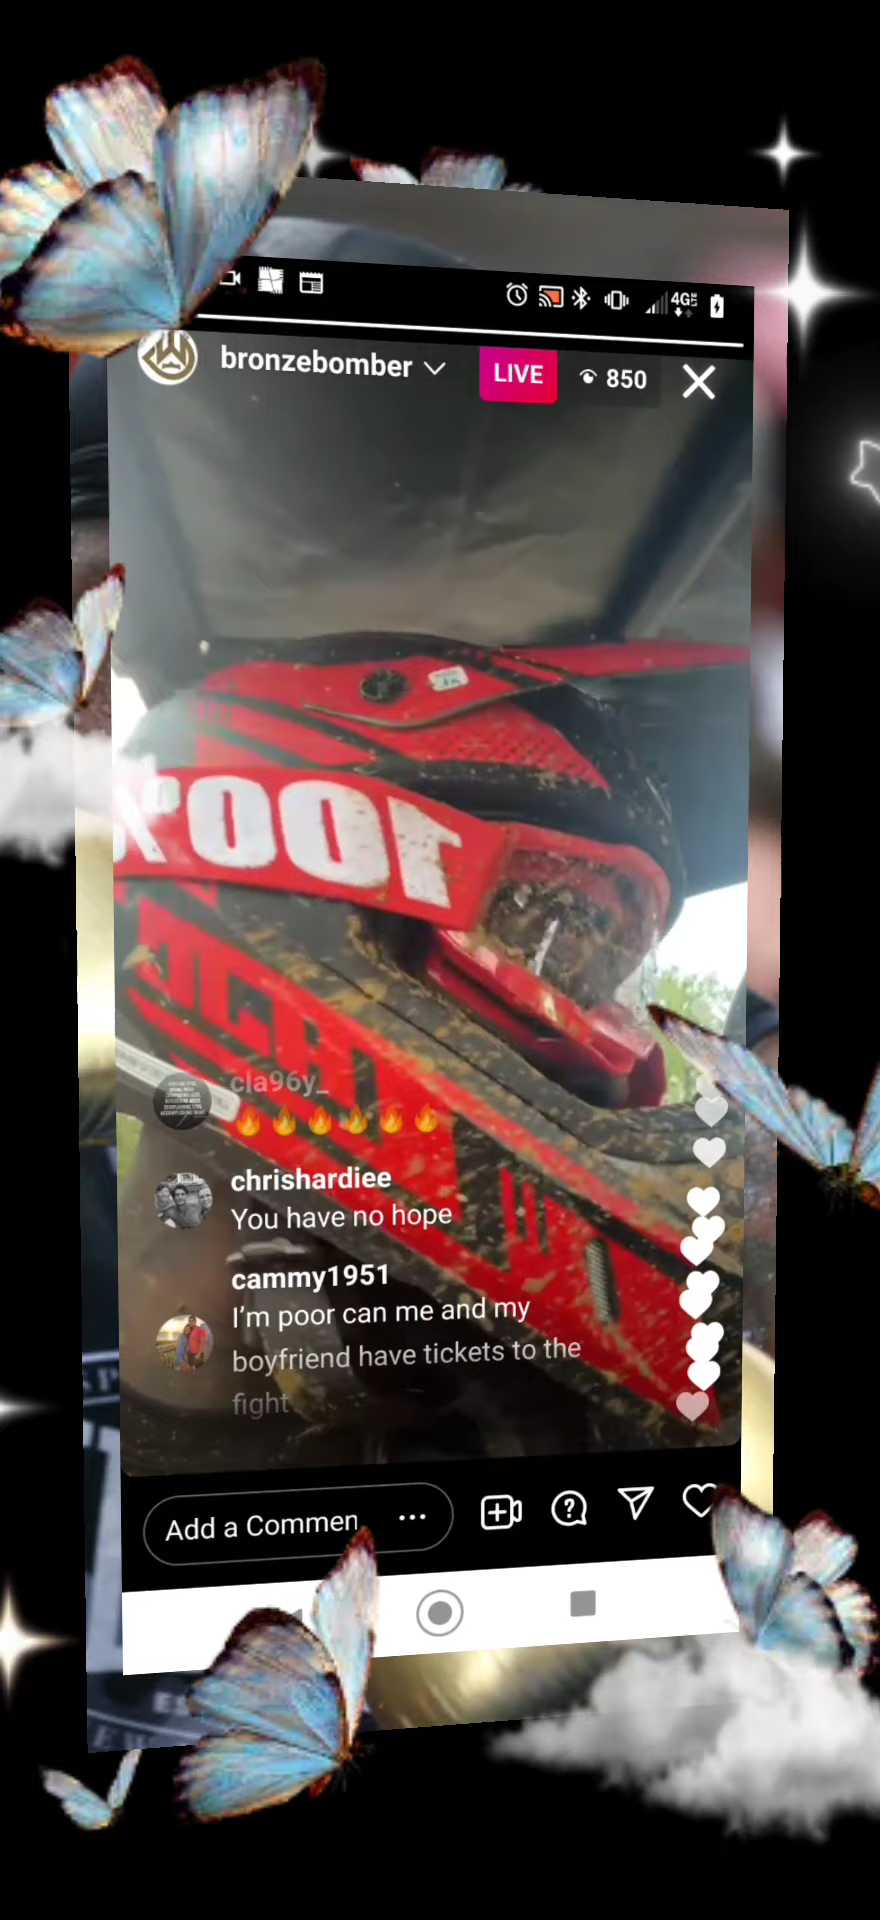 4G
bronzebomber
LIVE
850
100%
cla96y_
chrishardiee
You have no hope
cammy1951
I'm poor can me and my
boyfriend have tickets to the
fight
Add a Commen